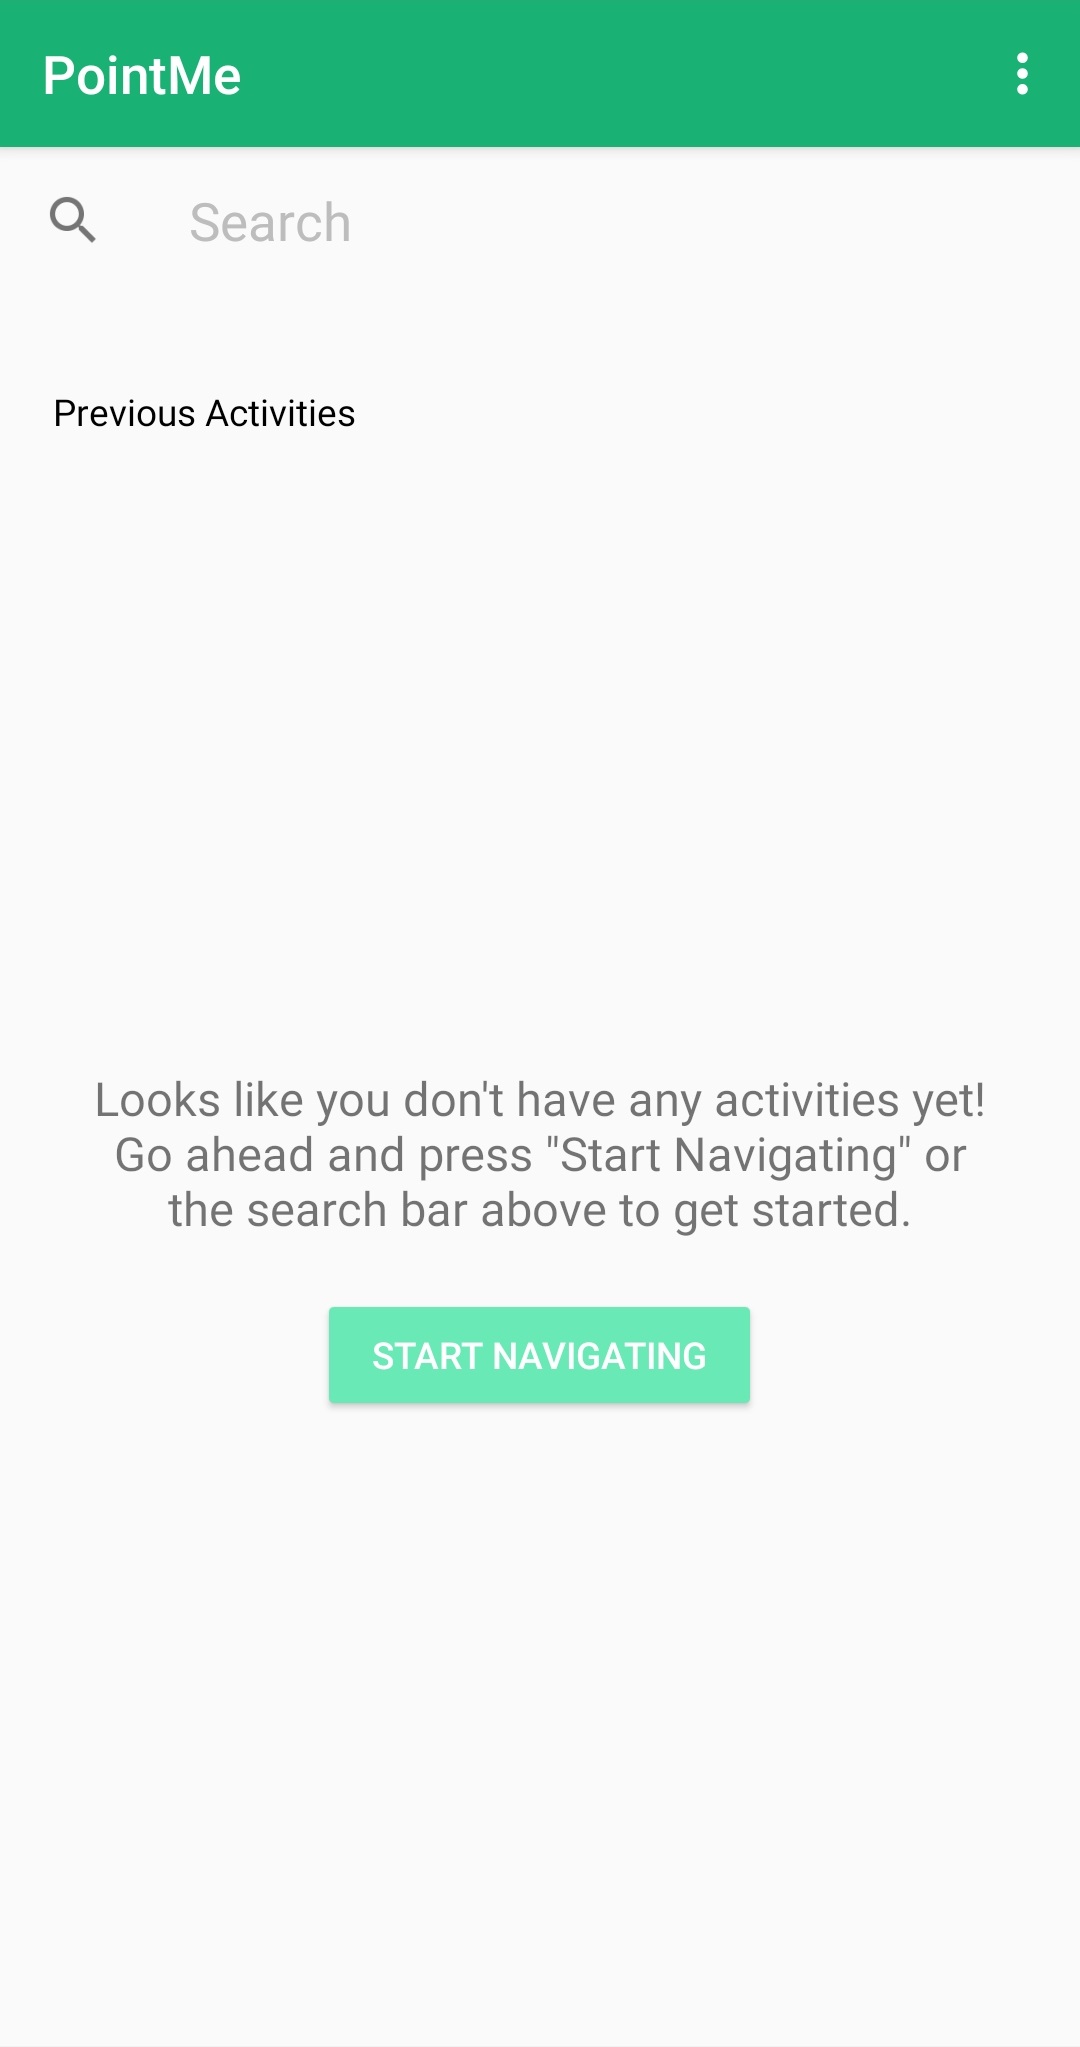 PointMe
Search
Previous Activities
Looks like you don't have any activities yet!
Go ahead and press "Start Navigating" or
the search bar above to get started.
START NAVIGATING